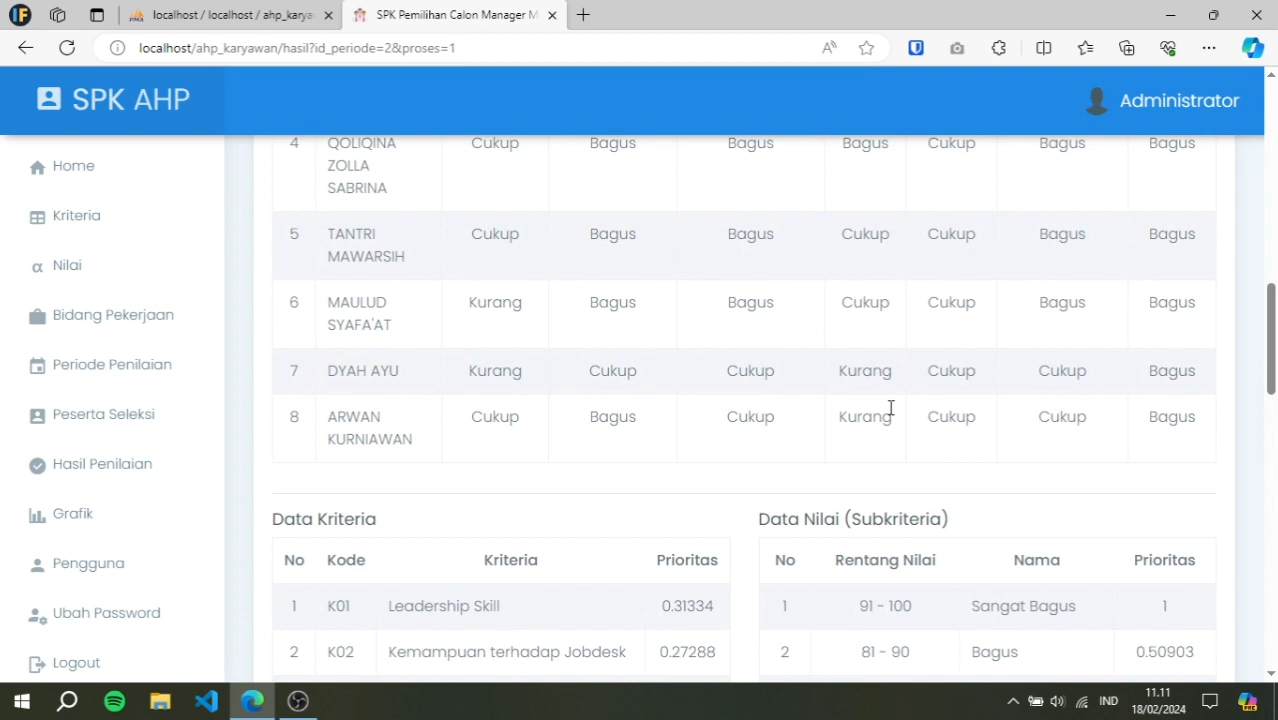 localhost / localhost / ahp_karya
SPK Pemilihan Calon Manager M
localhost/ahp_karyawan/hasil?id_periode=2&proses=1
SPK AHP
Administrator
Home
Kriteria
α Nilai
Bidang Pekerjaan
Periode Penilaian
Peserta Seleksi
Hasil Penilaian
Grafik
Pengguna
Ubah Password
Logout
4 QOLIQINA ZOLLA SABRINA Cukup Bagus Bagus Bagus Cukup Bagus Bagus
5 TANTRI MAWARSIH Cukup Bagus Bagus Cukup Cukup Bagus Bagus
6 MAULUD SYAFA'AT Kurang Bagus Bagus Cukup Cukup Bagus Bagus
7 DYAH AYU Kurang Cukup Cukup Kurang Cukup Cukup Bagus
8 ARWAN KURNIAWAN Cukup Bagus Cukup Kurang Cukup Cukup Bagus
Data Kriteria
No Kode Kriteria Prioritas
1 K01 Leadership Skill 0.31334
2 K02 Kemampuan terhadap Jobdesk 0.27288
Data Nilai (Subkriteria)
No Rentang Nilai Nama Prioritas
1 91 - 100 Sangat Bagus 1
2 81 - 90 Bagus 0.50903
IND
11.11
18/02/2024